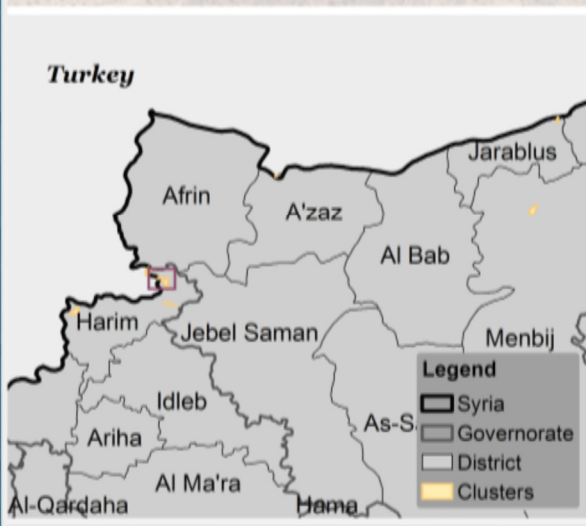 Turkey
Jarablus
Afrin
A'zaz
Al Bab
Harim
Jebel Saman
Menbij
Legend
Syria
Governorate
District
Clusters
Idleb
As-S
Ariha
Al Ma'ra
Al-Qardaha
Hama